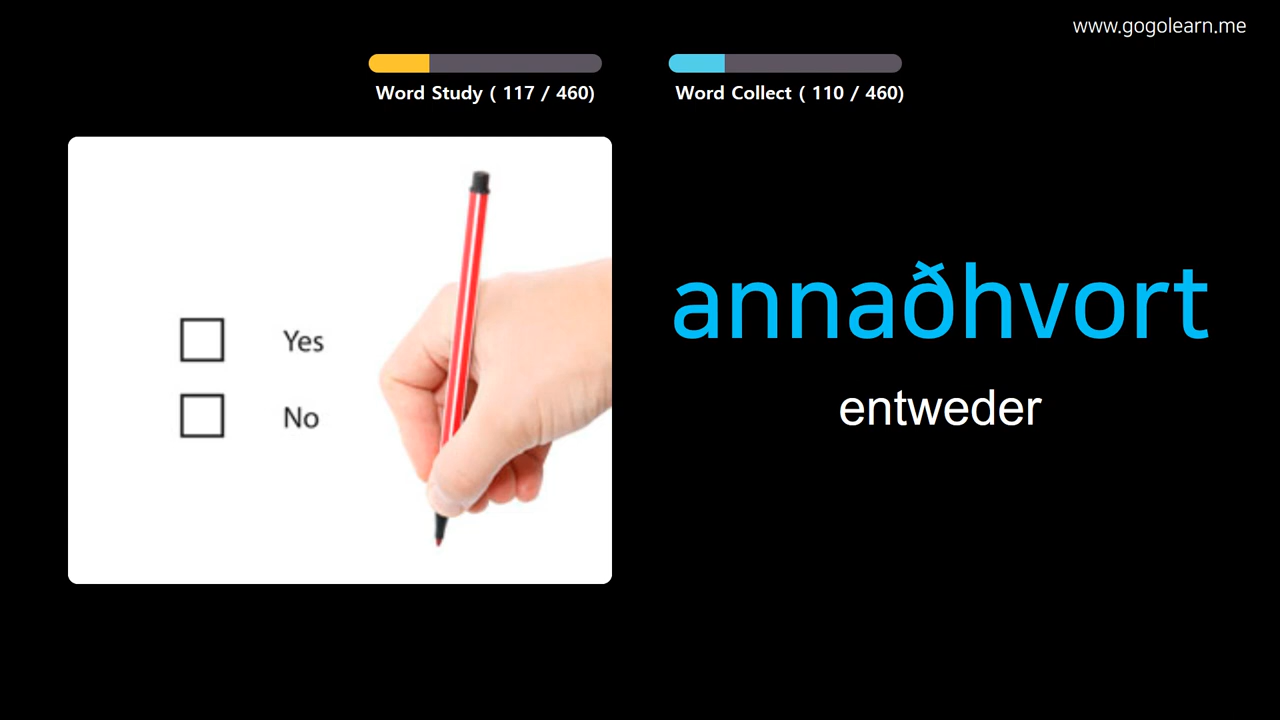 www.gogolearn.me
Word Study ( 117 / 460)
Word Collect ( 110 / 460)
Yes
No
annaðhvort
entweder